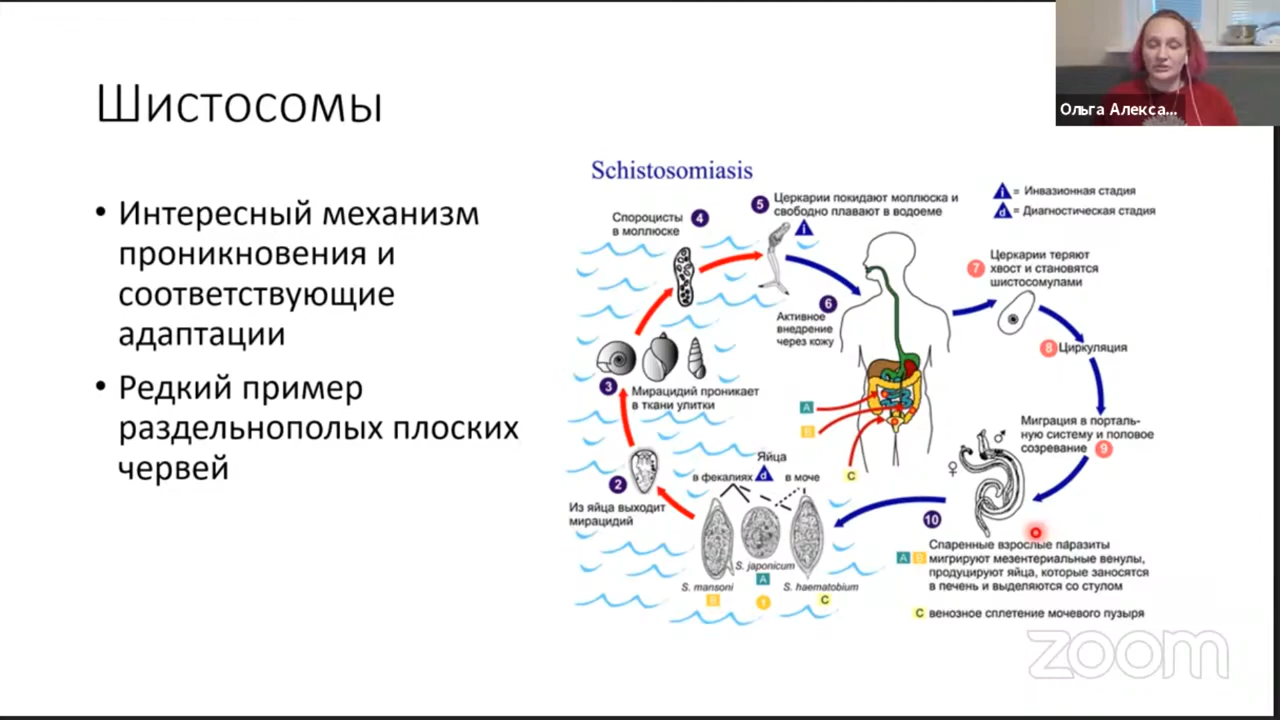 Ольга Алекса...
Шистосомы
• Интересный механизм
проникновения и
соответствующие
адаптации
• Редкий пример
раздельнополых плоских
червей
Schistosomiasis
i = Инвазионная стадия
d = Диагностическая стадия
4
Спороцисты
в моллюске
5
Церкарии покидают моллюска и
свободно плавают в водоеме
i
6
Активное
внедрение
через кожу
7
Церкарии теряют
хвост и становятся
шистосомулами
8 Циркуляция
Миграция в порталь-
ную систему и половое
созревание 9
3
Мирацидий проникает
в ткани улитки
A
B
C
2
Из яйца выходит
мирацидий
Яйца
в фекалиях d в моче
♀ ♂
10
S. japonicum
A
S. mansoni
B
S. haematobium
C
1
A B
Спаренные взрослые паразиты
мигрируют мезентериальные венулы,
продуцируют яйца, которые заносятся
в печень и выделяются со стулом
C венозное сплетение мочевого пузыря
zoom